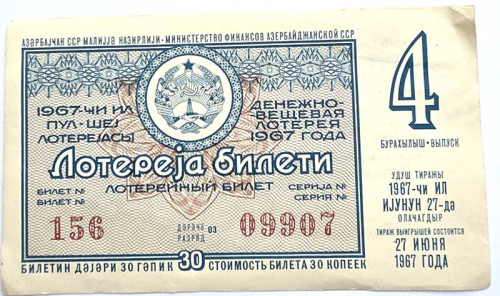 АЗӘРБАЈҸАН ССР МАЛИЈЈӘ НАЗИРЛИЈИ · МИНИСТЕРСТВО ФИНАНСОВ АЗЕРБАЙДЖАНСКОЙ ССР
1967-ЧИ ИЛ
ПУЛ-ШЕЈ
ЛОТЕРЕЈАСЫ
ДЕНЕЖНО-
ВЕЩЕВАЯ
ЛОТЕРЕЯ
1967 ГОДА
Лотереја билети
ЛОТЕРЕЙНЫЙ БИЛЕТ
БИЛЕТ №
БИЛЕТ №
156
ДӘРӘҸӘ
РАЗРЯД 03
СЕРИЈА №
СЕРИЯ №
09907
БИЛЕТИН ДӘЈӘРИ 30 ГӘПИК 30 СТОИМОСТЬ БИЛЕТА 30 КОПЕЕК
4
БУРАХЫЛЫШ · ВЫПУСК
УДУШ ТИРАЖЫ
1967-ЧИ ИЛ
ИЈУНУН 27-дә
ОЛАҸАГДЫР
ТИРАЖ ВЫИГРЫШЕЙ СОСТОИТСЯ
27 ИЮНЯ
1967 ГОДА